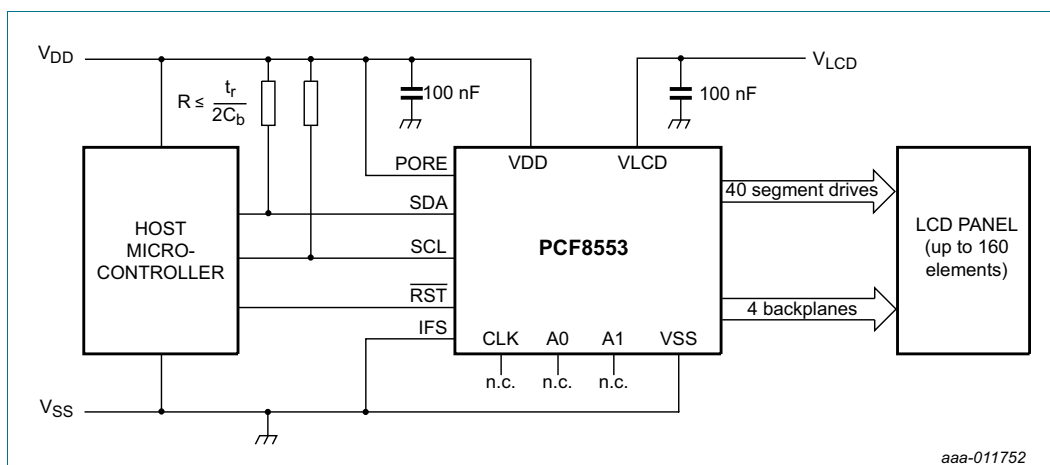 VDD
R ≤ tr
2Cb
100 nF
VLCD
100 nF
HOST
MICRO-
CONTROLLER
PORE
SDA
SCL
RST
IFS
VDD
VLCD
PCF8553
CLK
A0
A1
VSS
n.c.
n.c.
n.c.
40 segment drives
4 backplanes
LCD PANEL
(up to 160
elements)
VSS
aaa-011752